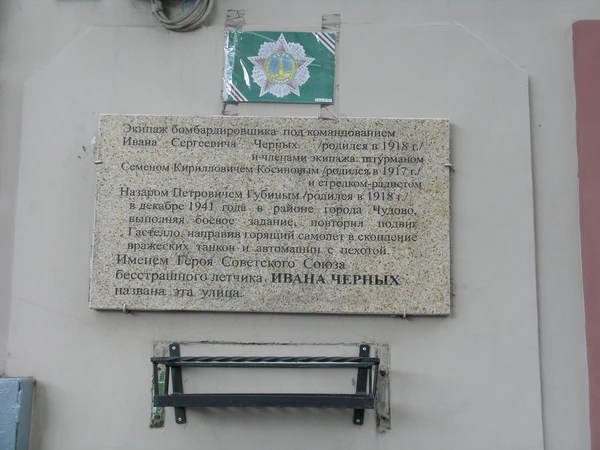 Экипаж бомбардировщика под командованием
Ивана Сергеевича Черных /родился в 1918 г./
и членами экипажа: штурманом
Семеном Кирилловичем Косиновым /родился в 1917 г./
и стрелком-радистом
Назаром Петровичем Губиным /родился в 1918 г./
в декабре 1941 года в районе города Чудово,
выполняя боевое задание, повторил подвиг
Гастелло, направив горящий самолет в скопление
вражеских танков и автомашин с пехотой.
Именем Героя Советского Союза
бесстрашного летчика ИВАНА ЧЕРНЫХ
названа эта улица.